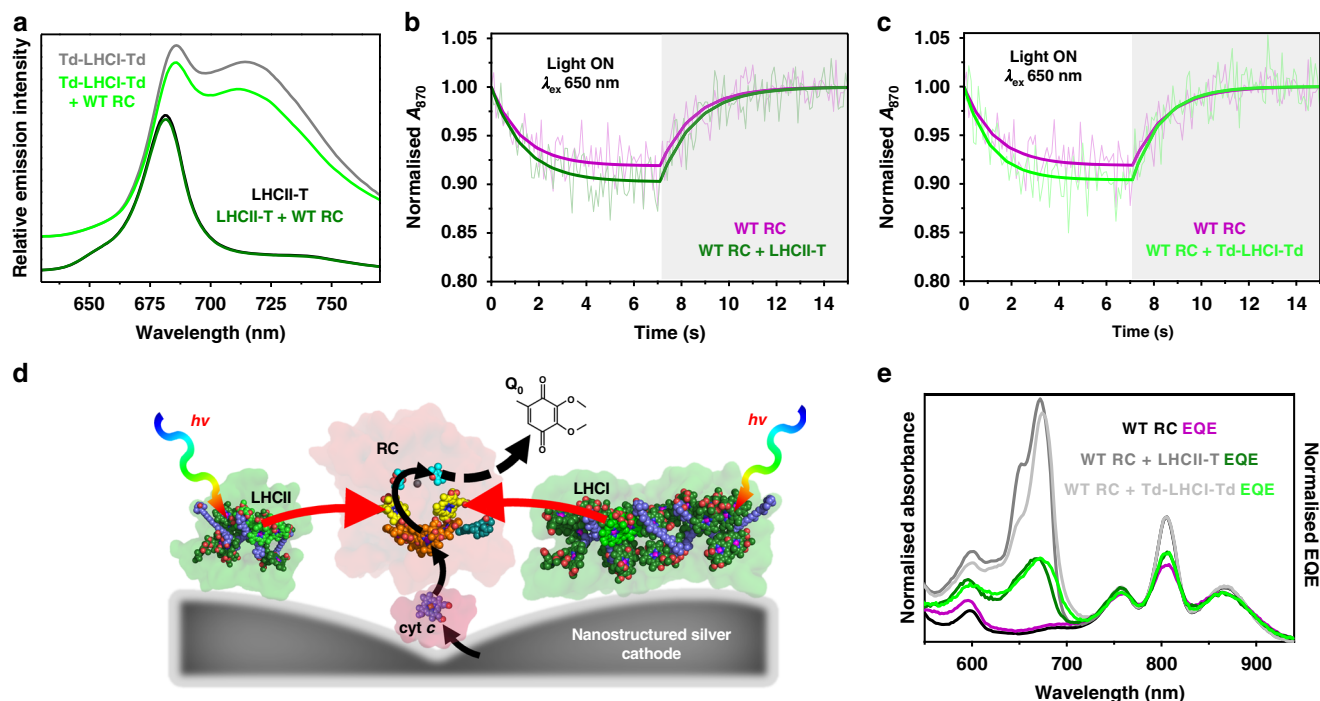 a
Td-LHCI-Td
Td-LHCI-Td
+ WT RC
LHCII-T
LHCII-T + WT RC
Relative emission intensity
650 675 700 725 750
Wavelength (nm)
b
1.05
1.00
0.95
0.90
0.85
0.80
Normalised A870
Light ON
λex 650 nm
WT RC
WT RC + LHCII-T
0 2 4 6 8 10 12 14
Time (s)
c
1.05
1.00
0.95
0.90
0.85
0.80
Normalised A870
Light ON
λex 650 nm
WT RC
WT RC + Td-LHCI-Td
0 2 4 6 8 10 12 14
Time (s)
d
hv
LHCII
RC
Q0
O
O
O
O
LHCI
hv
cyt c
Nanostructured silver
cathode
e
WT RC EQE
WT RC + LHCII-T EQE
WT RC + Td-LHCI-Td EQE
Normalised absorbance
Normalised EQE
600 700 800 900
Wavelength (nm)